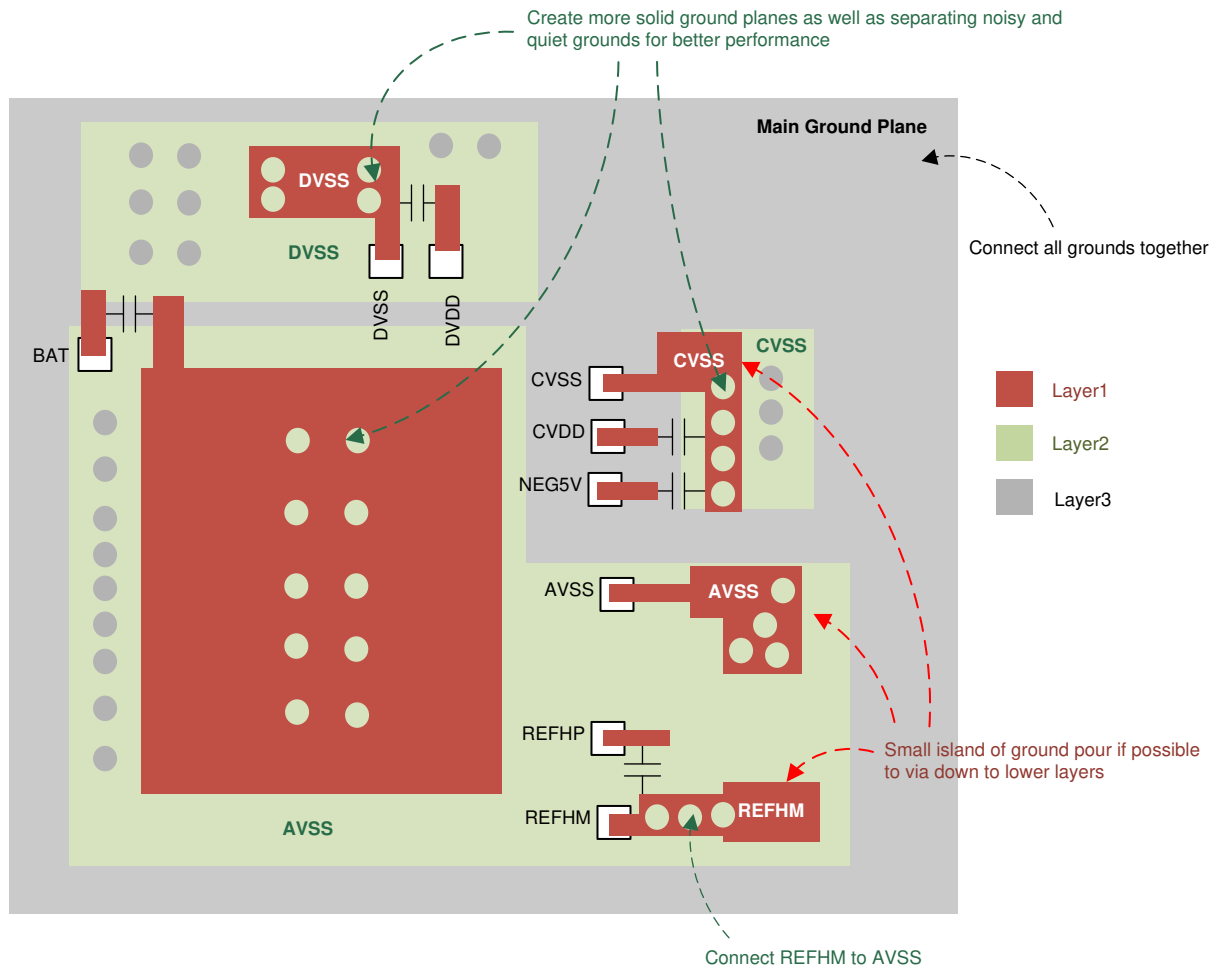 Create more solid ground planes as well as separating noisy and
quiet grounds for better performance
Main Ground Plane
DVSS
DVSS
Connect all grounds together
DVSS
DVDD
BAT
CVSS
CVSS
CVSS
CVDD
NEG5V
Layer1
Layer2
Layer3
AVSS
AVSS
REFHP
Small island of ground pour if possible
to via down to lower layers
REFHM
REFHM
AVSS
Connect REFHM to AVSS